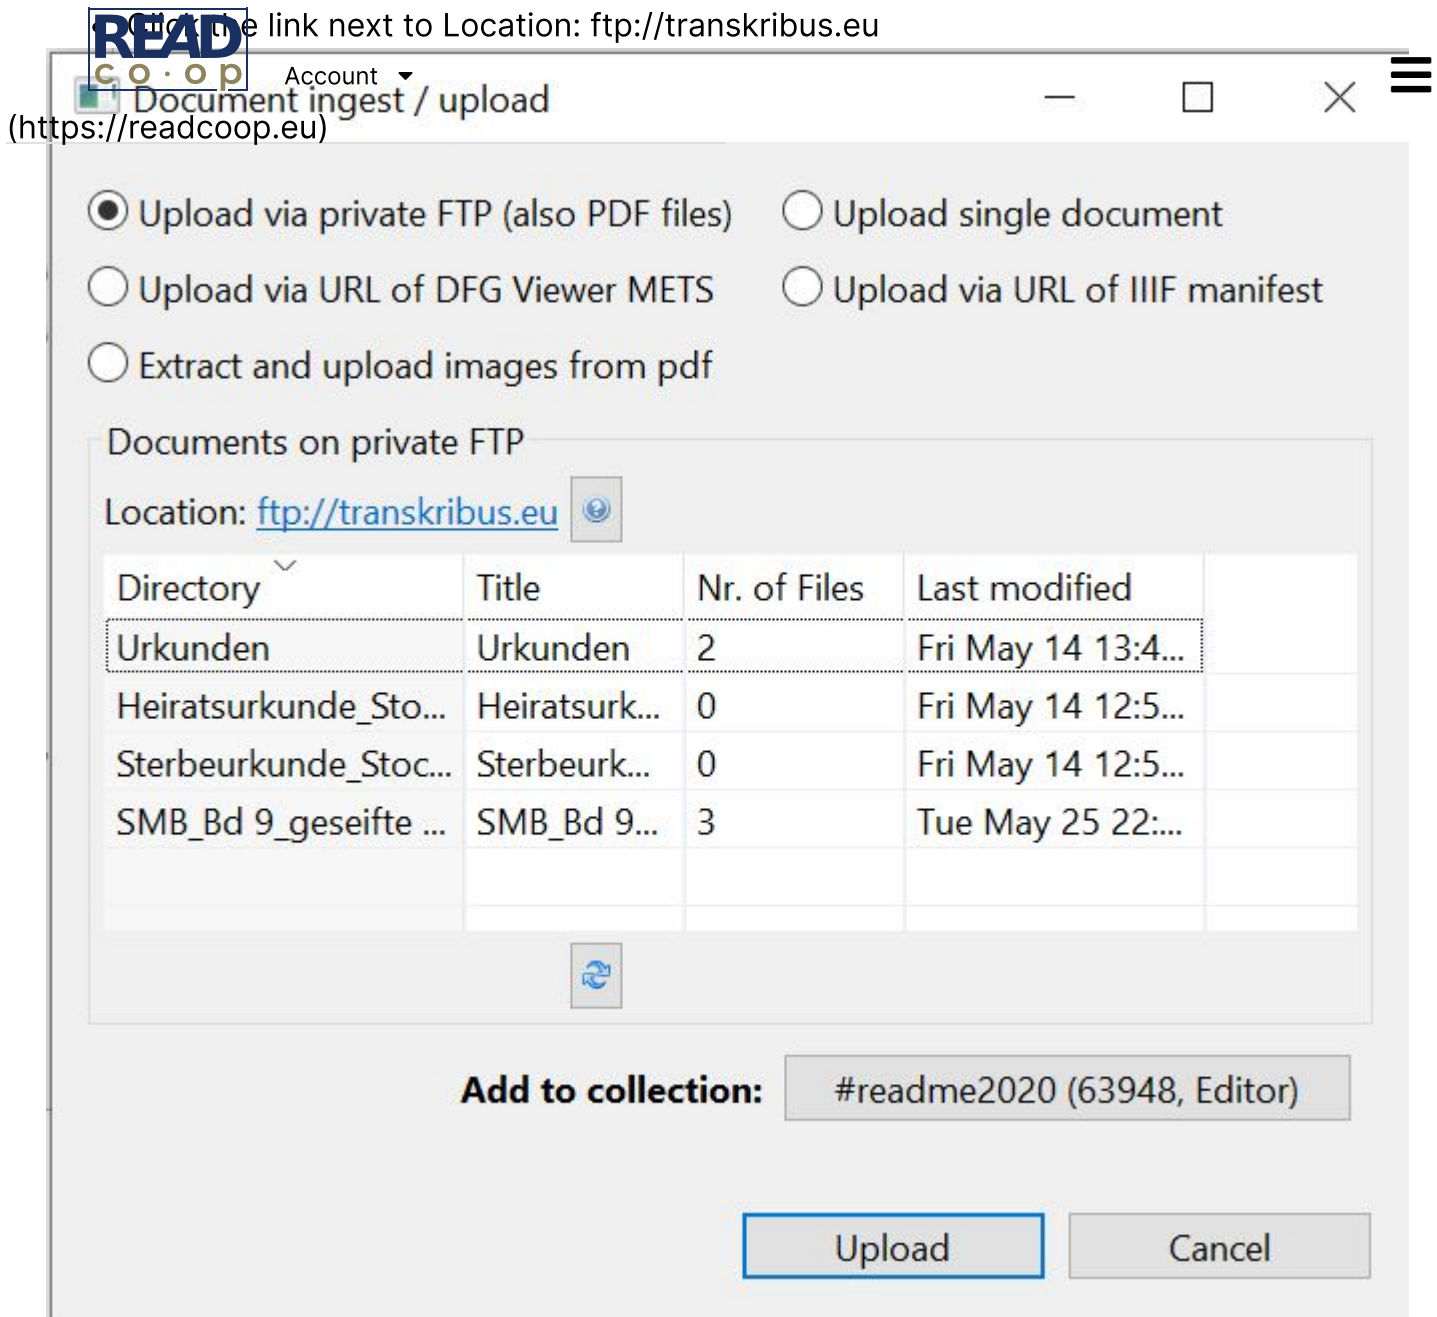 Click the link next to Location: ftp://transkribus.eu
READ
co·op
Account
Document ingest / upload
(https://readcoop.eu)
Upload via private FTP (also PDF files)
Upload single document
Upload via URL of DFG Viewer METS
Upload via URL of IIIF manifest
Extract and upload images from pdf
Documents on private FTP
Location: ftp://transkribus.eu
Directory Title Nr. of Files Last modified
Urkunden Urkunden 2 Fri May 14 13:4...
Heiratsurkunde_Sto... Heiratsurk... 0 Fri May 14 12:5...
Sterbeurkunde_Stoc... Sterbeurk... 0 Fri May 14 12:5...
SMB_Bd 9_geseifte ... SMB_Bd 9... 3 Tue May 25 22:...
Add to collection: #readme2020 (63948, Editor)
Upload Cancel